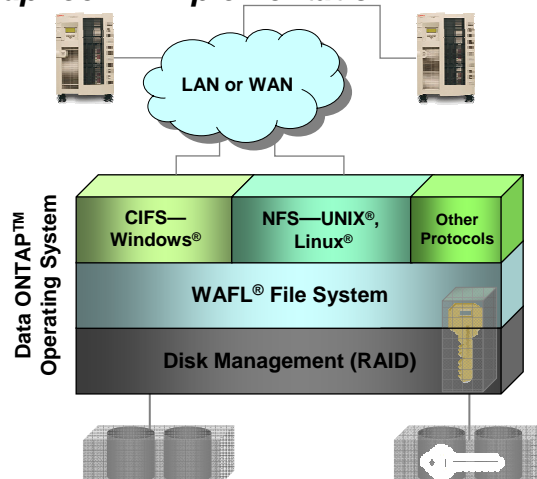 LAN or WAN
CIFS—
Windows®
NFS—UNIX®,
Linux®
Other
Protocols
Data ONTAP™
Operating System
WAFL® File System
Disk Management (RAID)